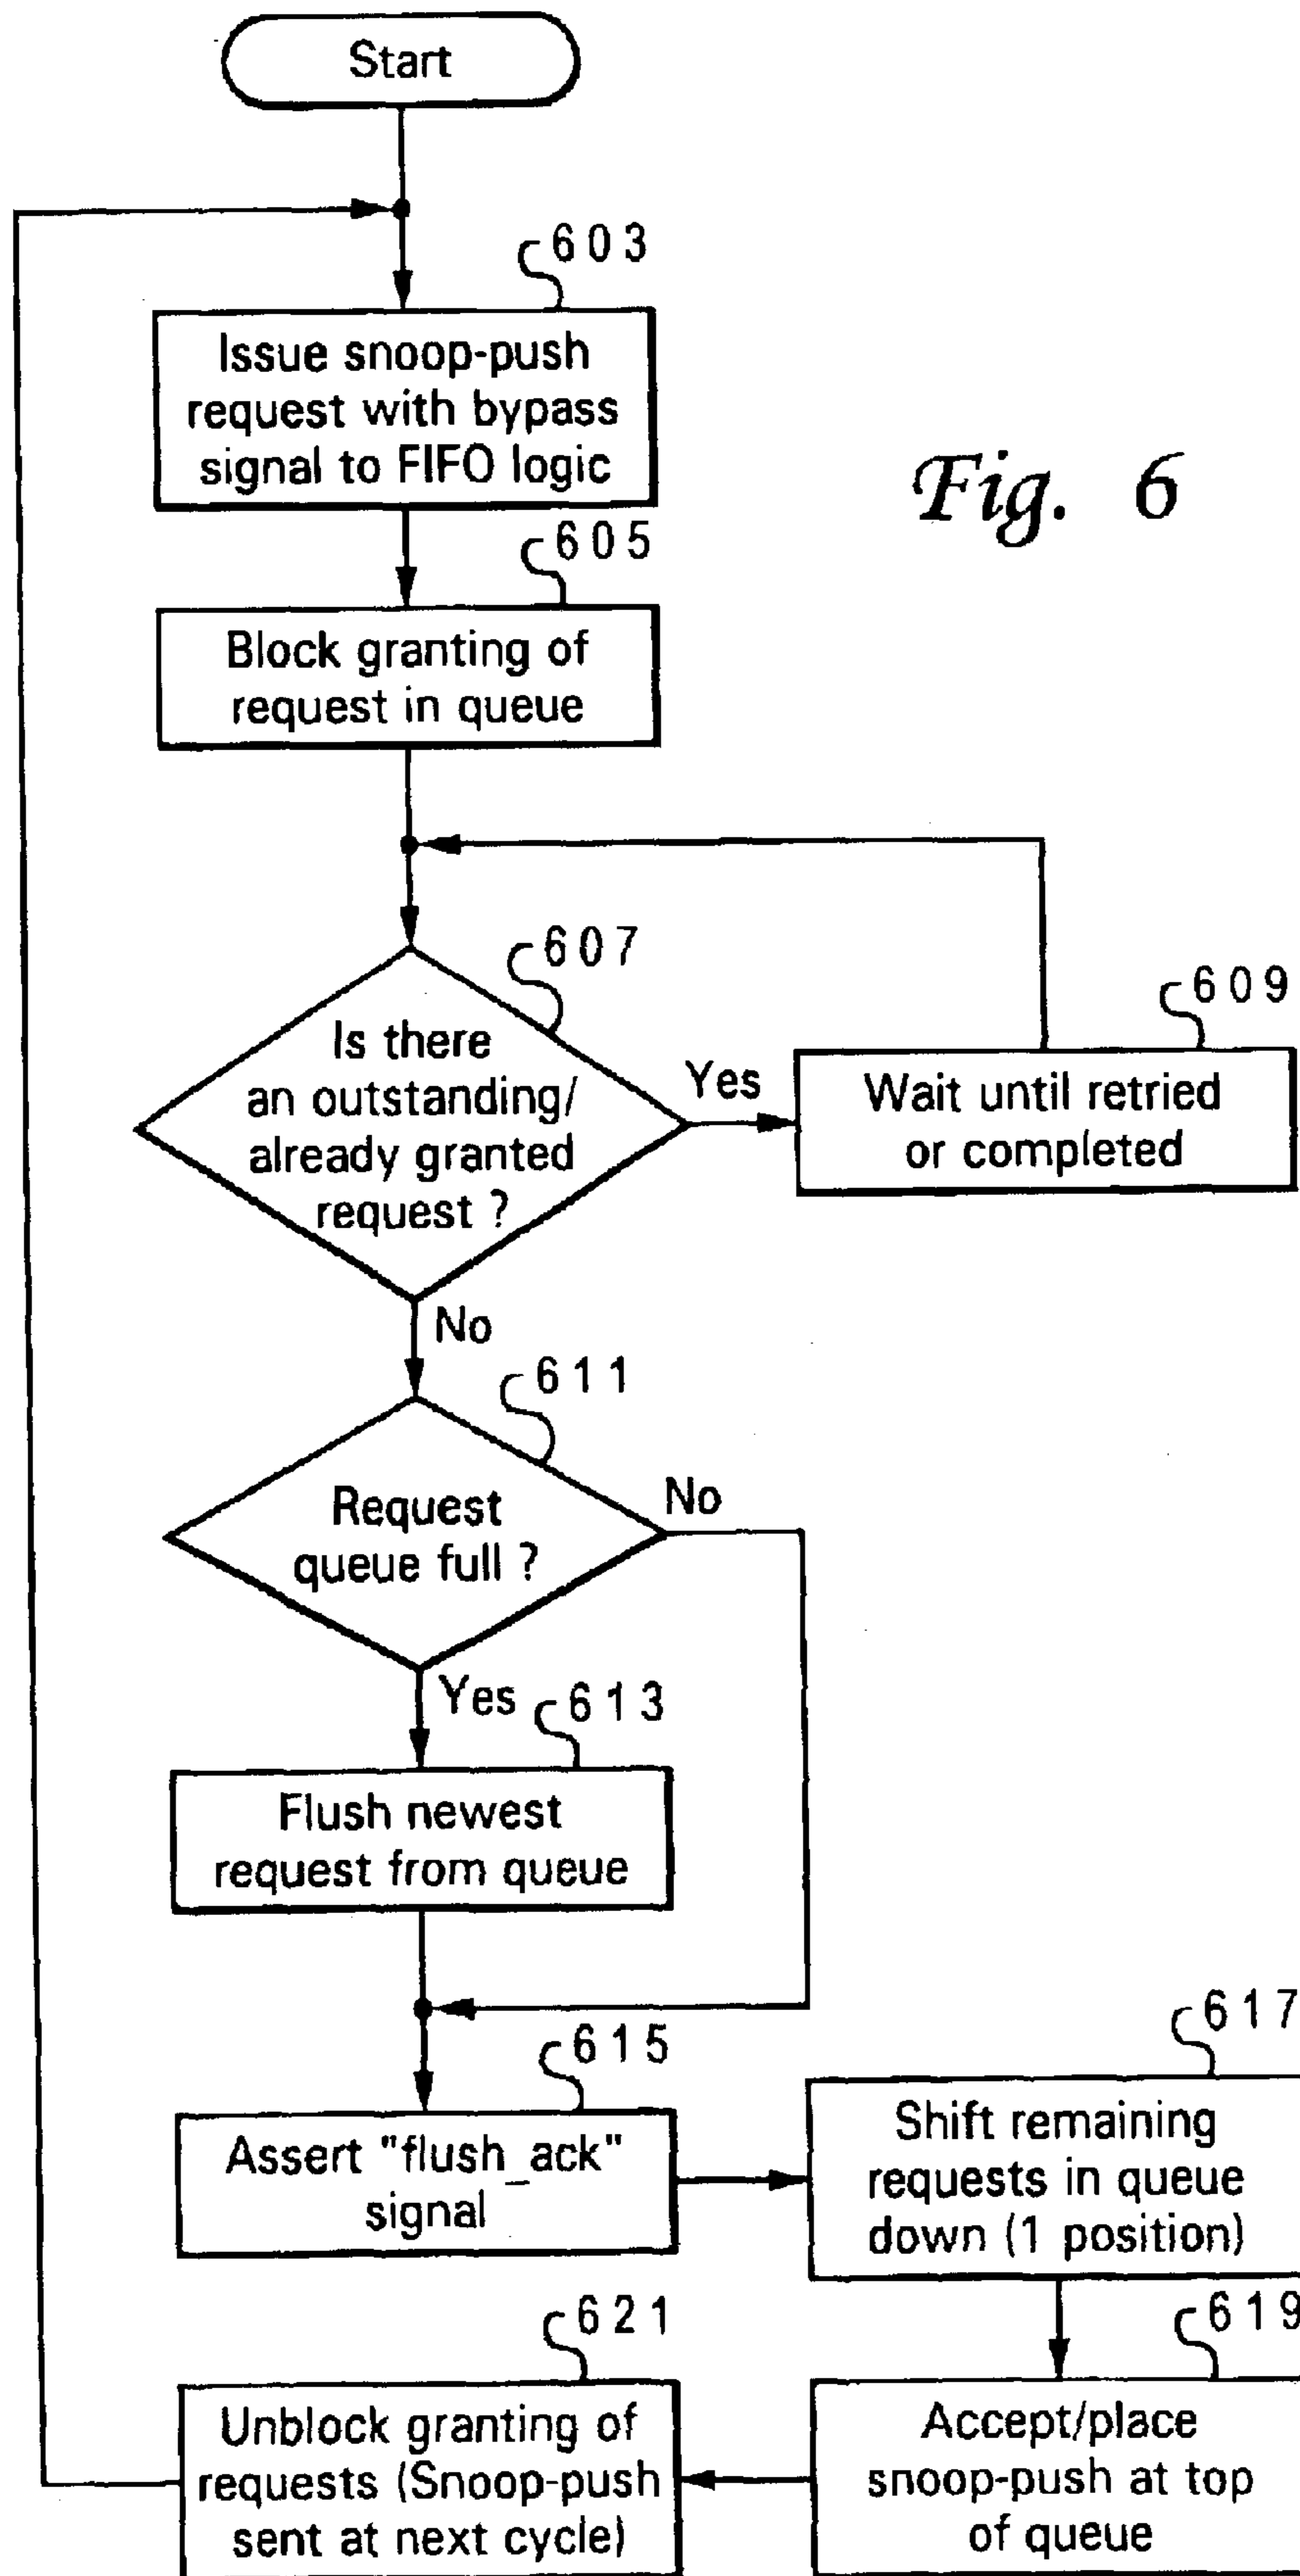 Start
603
Issue snoop-push
request with bypass
signal to FIFO logic
Fig. 6
605
Block granting of
request in queue
607
Is there
an outstanding/
already granted
request ?
Yes
609
Wait until retried
or completed
No
611
Request
queue full ?
No
Yes
613
Flush newest
request from queue
615
Assert "flush_ack"
signal
617
Shift remaining
requests in queue
down (1 position)
619
Accept/place
snoop-push at top
of queue
621
Unblock granting of
requests (Snoop-push
sent at next cycle)